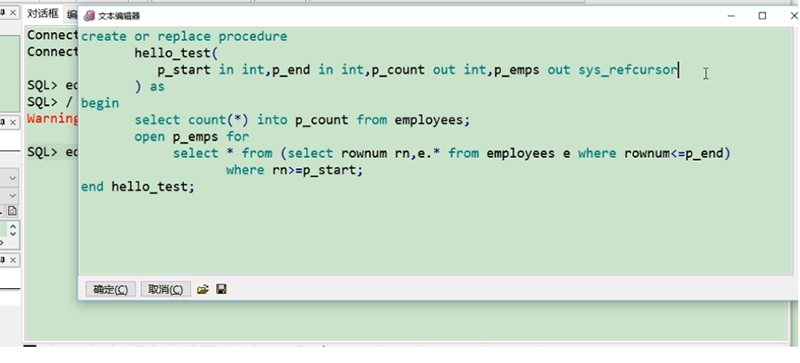 对话框
文本编辑器
Connect
Connect
SQL> ed
SQL> /
Warning
SQL> ed
create or replace procedure
hello_test(
p_start in int,p_end in int,p_count out int,p_emps out sys_refcursor
) as
begin
select count(*) into p_count from employees;
open p_emps for
select * from (select rownum rn,e.* from employees e where rownum<=p_end)
where rn>=p_start;
end hello_test;
确定(C)
取消(C)